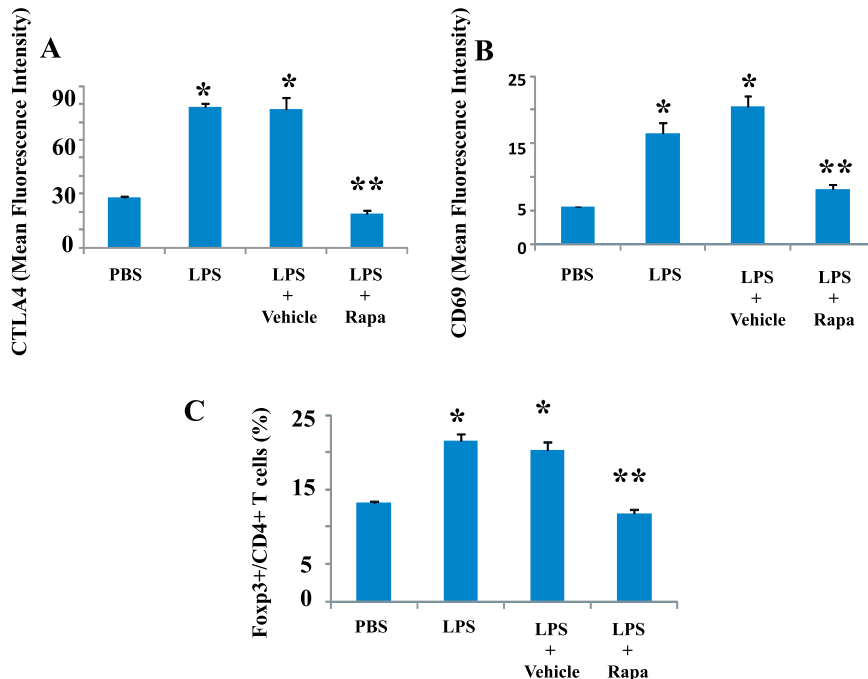 A
CTLA4 (Mean Fluorescence Intensity)
90
60
30
0
*
*
**
PBS
LPS
LPS
+
Vehicle
LPS
+
Rapa
B
CD69 (Mean Fluorescence Intensity)
25
15
5
0
*
*
**
PBS
LPS
LPS
+
Vehicle
LPS
+
Rapa
C
Foxp3+/CD4+ T cells (%)
25
15
5
0
*
*
**
PBS
LPS
LPS
+
Vehicle
LPS
+
Rapa